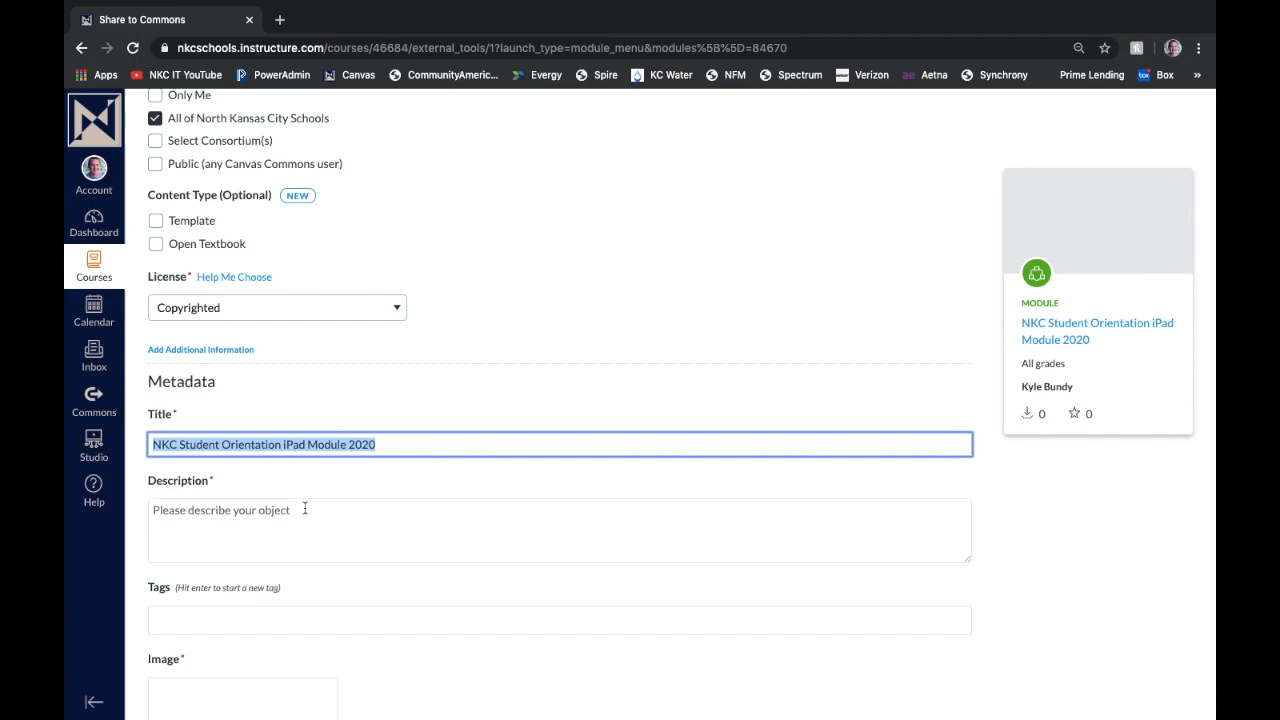 Share to Commons
nkcschools.instructure.com/courses/46684/external_tools/1?launch_type=module_menu&modules%5B%5D=84670
Apps NKC IT YouTube PowerAdmin Canvas CommunityAmeric... Evergy Spire KC Water NFM Spectrum Verizon Aetna Synchrony Prime Lending Box »
Account
Dashboard
Courses
Calendar
Inbox
Commons
Studio
Help
Only Me
All of North Kansas City Schools
Select Consortium(s)
Public (any Canvas Commons user)
Content Type (Optional) NEW
Template
Open Textbook
License* Help Me Choose
Copyrighted
Add Additional Information
Metadata
Title*
NKC Student Orientation iPad Module 2020
Description*
Please describe your object
Tags (Hit enter to start a new tag)
Image*
MODULE
NKC Student Orientation iPad
Module 2020
All grades
Kyle Bundy
0 0